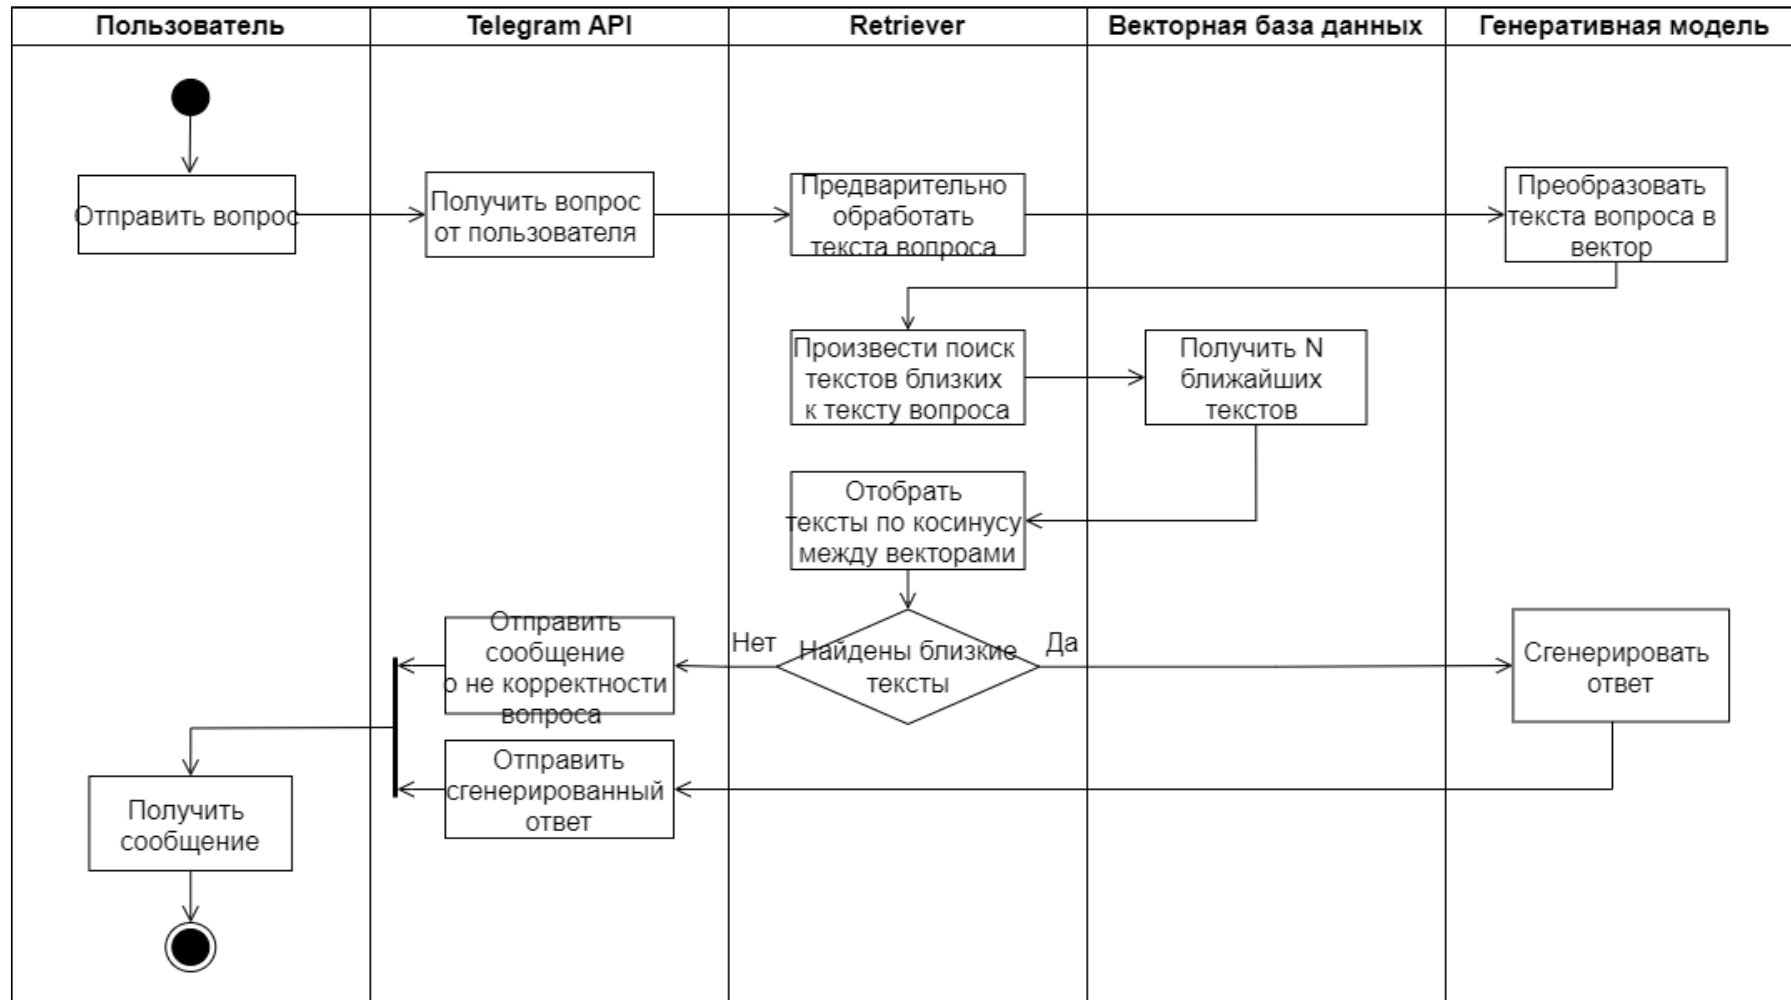 Пользователь
Telegram API
Retriever
Векторная база данных
Генеративная модель
Отправить вопрос
Получить вопрос
от пользователя
Предварительно
обработать
текста вопроса
Преобразовать
текста вопроса в
вектор
Произвести поиск
текстов близких
к тексту вопроса
Получить N
ближайших
текстов
Отобрать
тексты по косинусу
между векторами
Отправить
сообщение
о не корректности
вопроса
Нет
Найдены близкие
тексты
Да
Сгенерировать
ответ
Отправить
сгенерированный
ответ
Получить
сообщение